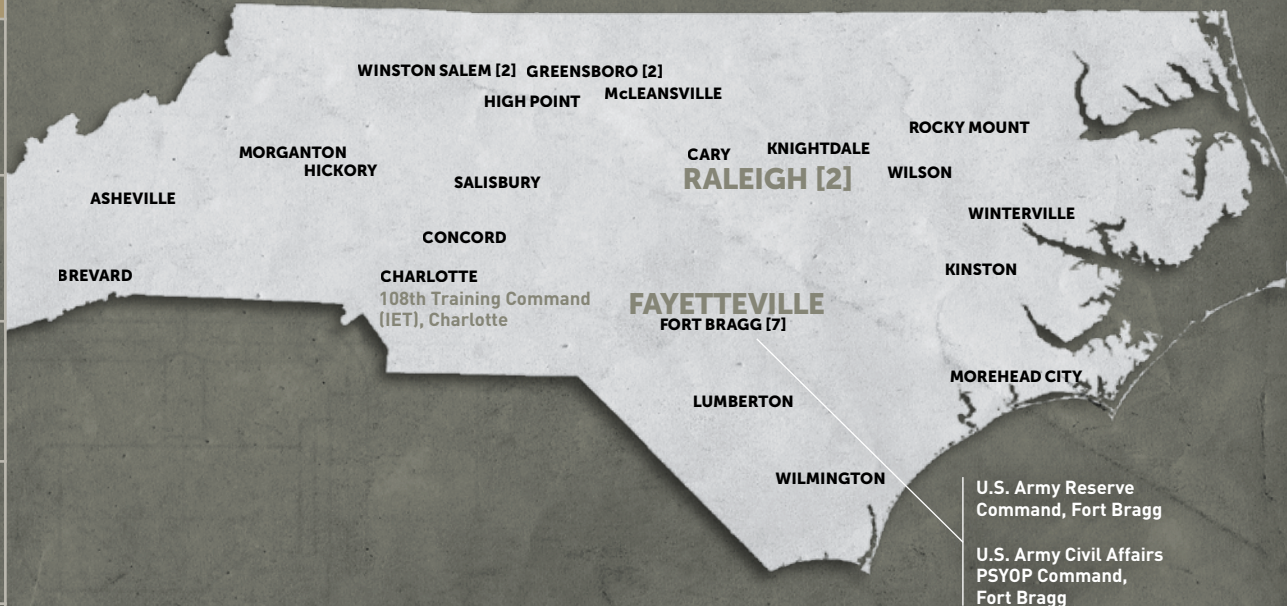 WINSTON SALEM [2] GREENSBORO [2]
HIGH POINT McLEANSVILLE
ROCKY MOUNT
MORGANTON
HICKORY
CARY KNIGHTDALE
RALEIGH [2]
WILSON
SALISBURY
ASHEVILLE
WINTERVILLE
CONCORD
BREVARD
CHARLOTTE
108th Training Command
(IET), Charlotte
KINSTON
FAYETTEVILLE
FORT BRAGG [7]
MOREHEAD CITY
LUMBERTON
WILMINGTON
U.S. Army Reserve
Command, Fort Bragg
U.S. Army Civil Affairs
PSYOP Command,
Fort Bragg